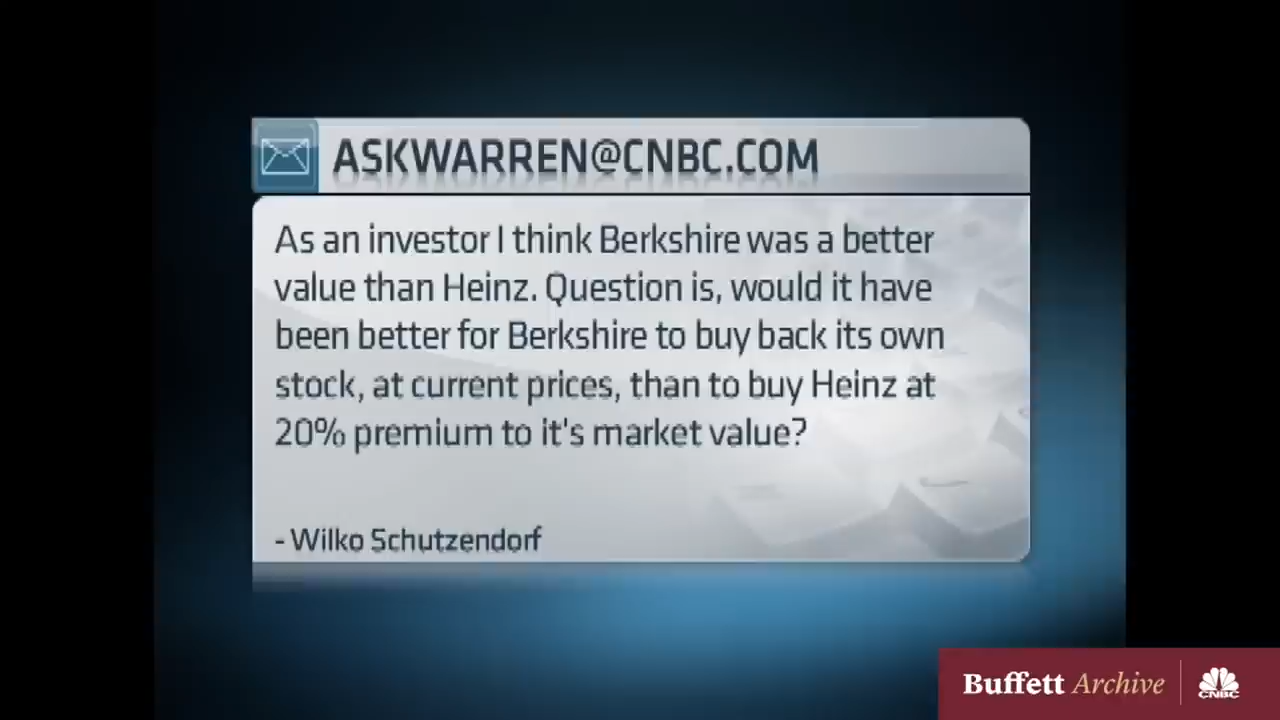 ASKWARREN@CNBC.COM
As an investor I think Berkshire was a better
value than Heinz. Question is, would it have
been better for Berkshire to buy back its own
stock, at current prices, than to buy Heinz at
20% premium to it's market value?
- Wilko Schutzendorf
Buffett Archive
CNBC